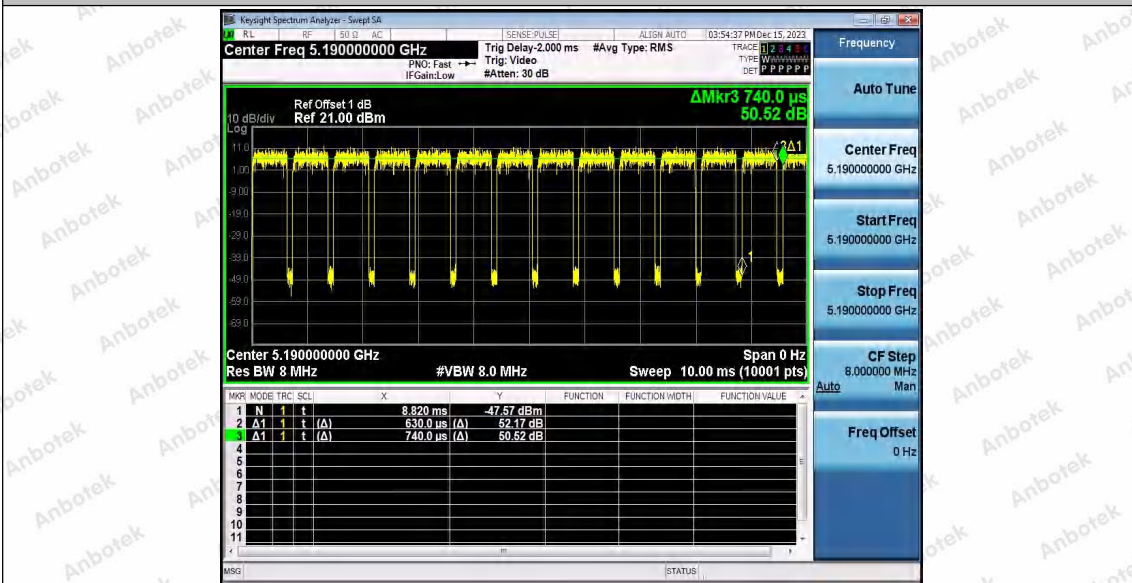 Keysight Spectrum Analyzer - Swept SA
RL RF 50 Ω AC SENSE:PULSE ALIGN AUTO 03:54:37 PM Dec 15, 2023
Center Freq 5.190000000 GHz
PNO: Fast
IFGain:Low
Trig Delay-2.000 ms
Trig: Video
#Atten: 30 dB
#Avg Type: RMS
TRACE 1 2 3 4 5 6
TYPE WWWWWW
DET P P P P P P
Frequency
ΔMkr3 740.0 μs
50.52 dB
Ref Offset 1 dB
10 dB/div Ref 21.00 dBm
Log
11.0
1.00
-9.00
-19.0
-29.0
-39.0
-49.0
-59.0
-69.0
3Δ1
1
Center 5.190000000 GHz Span 0 Hz
Res BW 8 MHz #VBW 8.0 MHz Sweep 10.00 ms (10001 pts)
MKR MODE TRC SCL X Y FUNCTION FUNCTION WIDTH FUNCTION VALUE
1 N 1 t 8.820 ms -47.57 dBm
2 Δ1 1 t (Δ) 630.0 μs (Δ) 52.17 dB
3 Δ1 1 t (Δ) 740.0 μs (Δ) 50.52 dB
4
5
6
7
8
9
10
11
MSG STATUS
Auto Tune
Center Freq
5.190000000 GHz
Start Freq
5.190000000 GHz
Stop Freq
5.190000000 GHz
CF Step
8.000000 MHz
Auto Man
Freq Offset
0 Hz
Anbotek